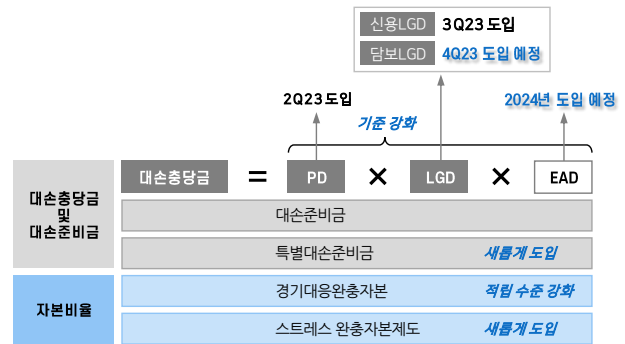 신용LGD 3Q23 도입
담보LGD 4Q23 도입 예정
2Q23 도입
2024년 도입 예정
기준 강화
대손충당금 = PD × LGD × EAD
대손충당금
및
대손준비금
대손준비금
특별대손준비금 새롭게 도입
자본비율
경기대응완충자본 적립 수준 강화
스트레스 완충자본제도 새롭게 도입